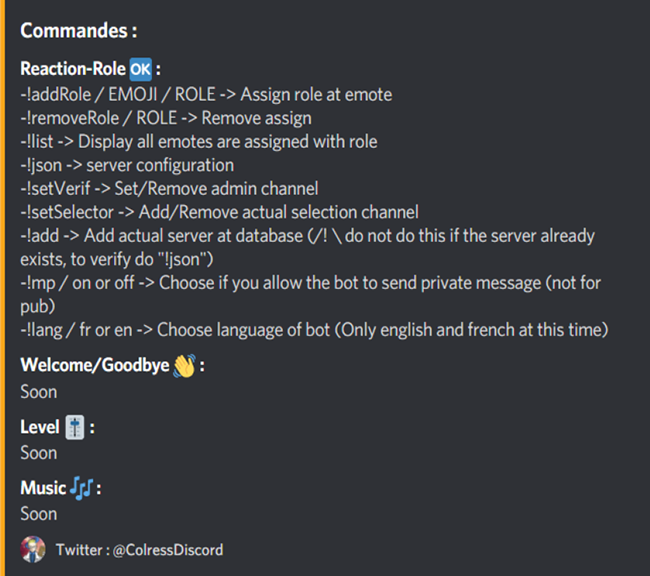 Commandes :
Reaction-Role 🆗 :
-!addRole / EMOJI / ROLE -> Assign role at emote
-!removeRole / ROLE -> Remove assign
-!list -> Display all emotes are assigned with role
-!json -> server configuration
-!setVerif -> Set/Remove admin channel
-!setSelector -> Add/Remove actual selection channel
-!add -> Add actual server at database (/! \ do not do this if the server already
exists, to verify do "!json")
-!mp / on or off -> Choose if you allow the bot to send private message (not for
pub)
-!lang / fr or en -> Choose language of bot (Only english and french at this time)
Welcome/Goodbye 👋 :
Soon
Level 🎚 :
Soon
Music 🎶 :
Soon
Twitter : @ColressDiscord